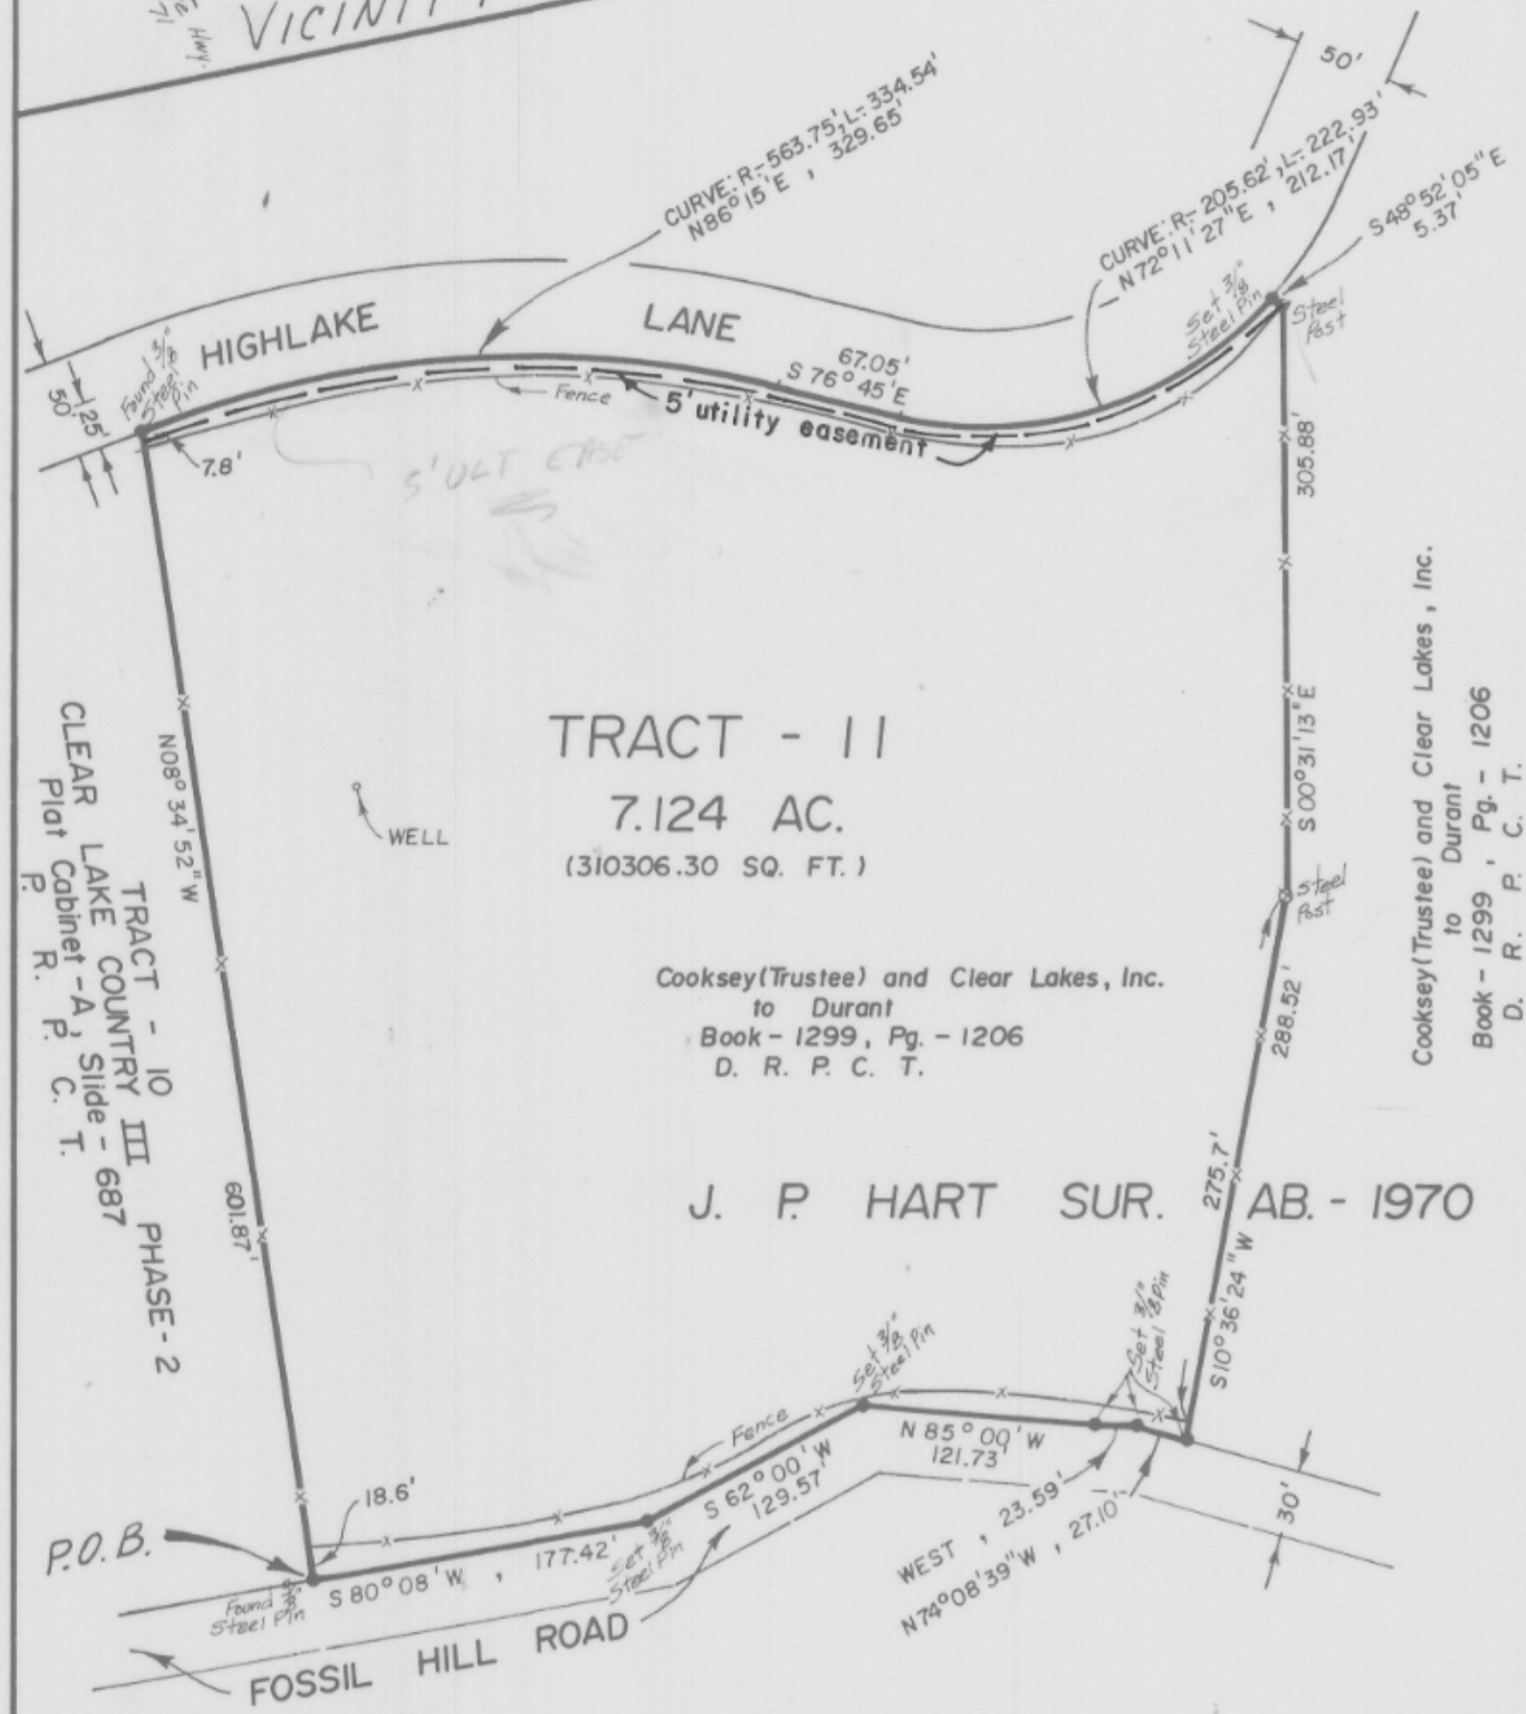 VICINIT
Hwy.
71
50'
CURVE: R-563.75', L-334.54'
N86°15'E , 329.65'
CURVE: R-205.62', L-222.93'
N72°11'27"E , 212.17'
S48°52'05"E
5.37'
Set 3/8"
Steel Pin
Steel
Post
HIGHLAKE LANE
67.05'
S 76°45'E
Found 3/8"
Steel
Pin
50'
25'
7.8'
Fence
5' utility easement
5' ULT EASE
305.88'
S00°31'13"E
N08°34'52"W
601.87'
WELL
TRACT - 11
7.124 AC.
(310306.30 SQ. FT.)
Cooksey(Trustee) and Clear Lakes, Inc.
to Durant
Book - 1299, Pg. - 1206
D. R. P. C. T.
Cooksey(Trustee) and Clear Lakes, Inc.
to Durant
Book - 1299, Pg. - 1206
D. R. P. C. T.
TRACT - 10
CLEAR LAKE COUNTRY III PHASE-2
Plat Cabinet -A, Slide - 687
P. R. P. C. T.
Steel
Post
288.52'
275.7'
S10°36'24"W
J. P. HART SUR. AB. - 1970
Set 3/8"
Steel Pin
Set 3/8"
Steel Pin
Fence
N 85°00'W
121.73'
S 62°00'W
129.57'
WEST , 23.59'
N74°08'39"W , 27.10'
30'
18.6'
P.O.B.
S 80°08'W , 177.42'
Set 3/8"
Steel Pin
Found 3/8"
Steel Pin
FOSSIL HILL ROAD